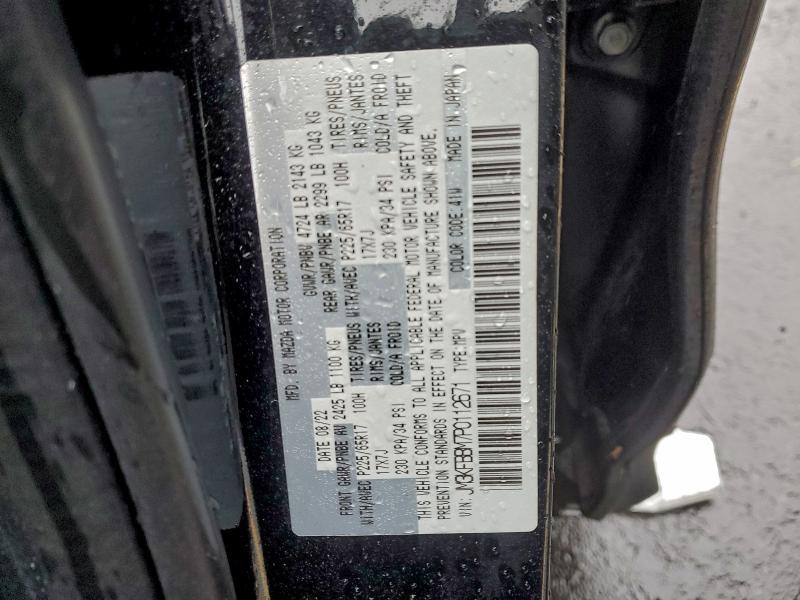 MFD. BY MAZDA MOTOR CORPORATION
DATE 08/22 GVWR/PNBV 4724 LB 2143 KG
FRONT GAWR/PNBE AV 2425 LB 1100 KG REAR GAWR/PNBE AR 2299 LB 1043 KG
WITH/AVEC P225/65R17 100H TIRES/PNEUS WITH/AVEC P225/65R17 100H TIRES/PNEUS
17X7J RIMS/JANTES 17X7J RIMS/JANTES
230 KPA/34 PSI COLD/A FROID 230 KPA/34 PSI COLD/A FROID
THIS VEHICLE CONFORMS TO ALL APPLICABLE FEDERAL MOTOR VEHICLE SAFETY AND THEFT
PREVENTION STANDARDS IN EFFECT ON THE DATE OF MANUFACTURE SHOWN ABOVE.
VIN: JM3KFBBM7P0112671 TYPE:MPV COLOR CODE:41W MADE IN JAPAN